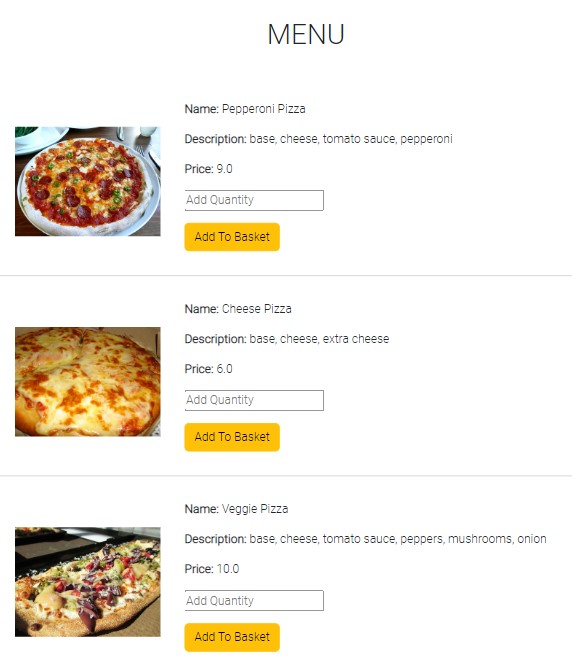 MENU
Name: Pepperoni Pizza
Description: base, cheese, tomato sauce, pepperoni
Price: 9.0
Add Quantity
Add To Basket
Name: Cheese Pizza
Description: base, cheese, extra cheese
Price: 6.0
Add Quantity
Add To Basket
Name: Veggie Pizza
Description: base, cheese, tomato sauce, peppers, mushrooms, onion
Price: 10.0
Add Quantity
Add To Basket